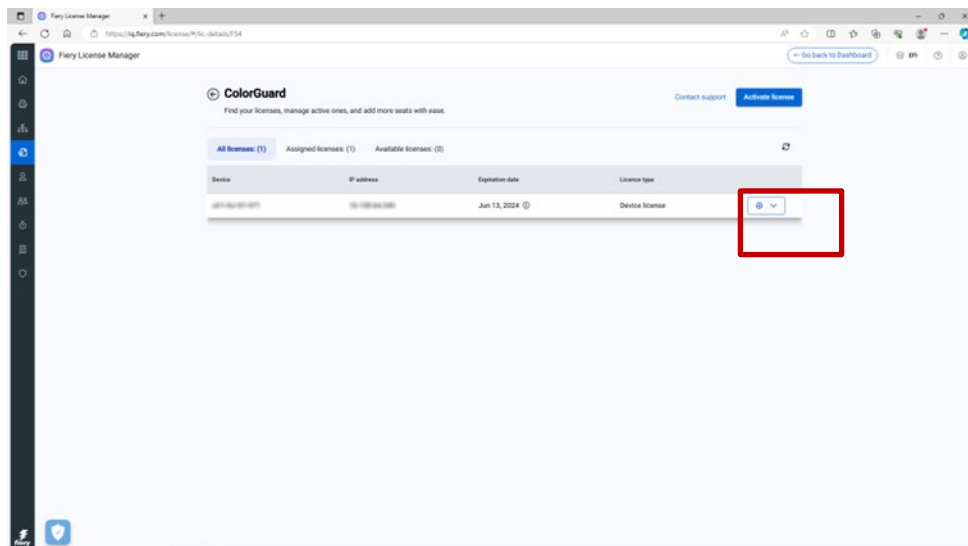 Fiery License Manager
https://iq.fiery.com/license/#/lic-details/FS4
Fiery License Manager
Go back to Dashboard
EFI
ColorGuard
Find your licenses, manage active ones, and add more seats with ease.
Contact support
Activate license
All licenses: (1) Assigned licenses: (1) Available licenses: (0)
Device IP address Expiration date Licence type
Jun 13, 2024 Device license
fiery